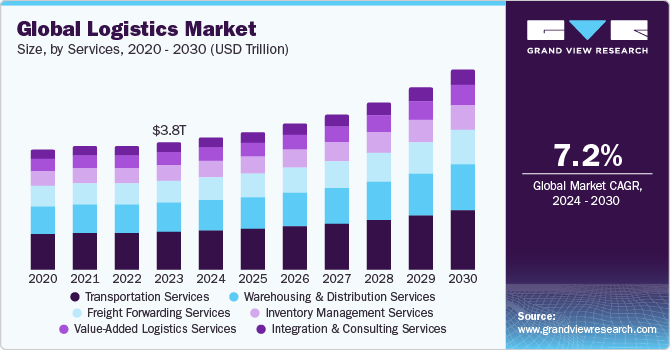 Global Logistics Market
Size, by Services, 2020 - 2030 (USD Trillion)
$3.8T
2020 2021 2022 2023 2024 2025 2026 2027 2028 2029 2030
Transportation Services Warehousing & Distribution Services
Freight Forwarding Services Inventory Management Services
Value-Added Logistics Services Integration & Consulting Services
GVR
GRAND VIEW RESEARCH
7.2%
Global Market CAGR,
2024 - 2030
Source:
www.grandviewresearch.com